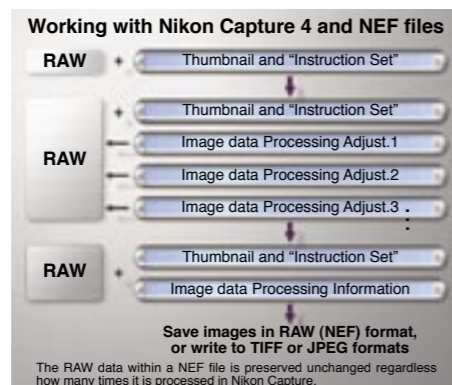 Working with Nikon Capture 4 and NEF files
RAW + Thumbnail and “Instruction Set”
+ Thumbnail and “Instruction Set”
Image data Processing Adjust.1
RAW
Image data Processing Adjust.2
Image data Processing Adjust.3
RAW + Thumbnail and “Instruction Set”
Image data Processing Information
Save images in RAW (NEF) format,
or write to TIFF or JPEG formats
The RAW data within a NEF file is preserved unchanged regardless
how many times it is processed in Nikon Capture.